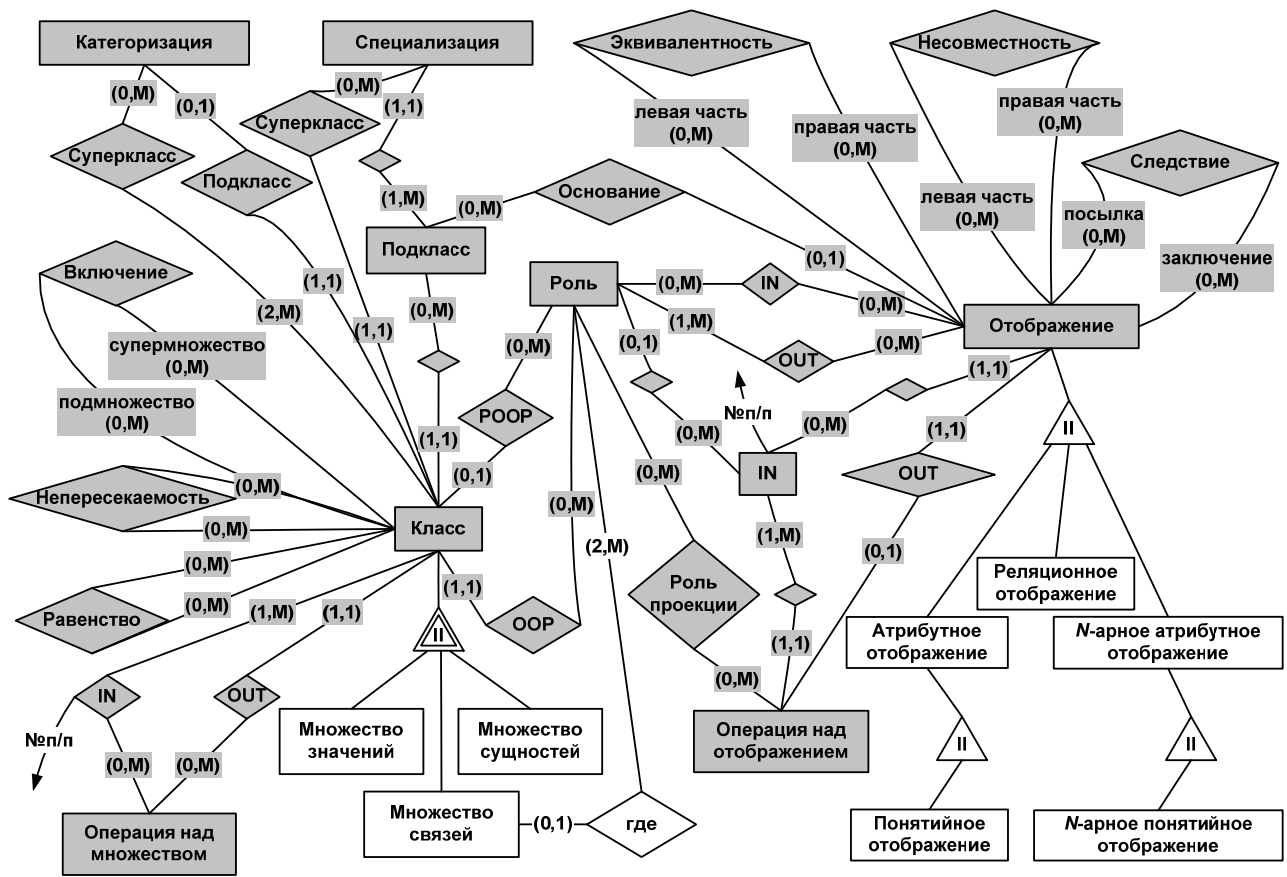 Категоризация
Специализация
Эквивалентность
Несовместность
(0,M)
(0,1)
(0,M)
(1,1)
Суперкласс
Суперкласс
Подкласс
левая часть
(0,M)
правая часть
(0,M)
правая часть
(0,M)
Следствие
левая часть
(0,M)
посылка
(0,M)
заключение
(0,M)
(1,M)
(0,M)
Основание
Подкласс
(0,1)
Включение
(1,1)
(2,M)
(1,1)
(0,M)
Роль
(0,M)
IN
(0,M)
(1,M)
OUT
(0,M)
Отображение
супермножество
(0,M)
подмножество
(0,M)
(0,M)
(0,1)
(1,1)
№п/п
РООР
(0,M)
(0,M)
(1,1)
II
(1,1)
(0,1)
(0,M)
IN
OUT
Непересекаемость
(0,M)
(0,M)
Класс
(0,M)
(2,M)
(1,M)
(0,1)
(0,M)
(0,M)
Равенство
(1,M)
(1,1)
(1,1)
II
ООР
Роль
проекции
(1,1)
(0,M)
Реляционное
отображение
Атрибутное
отображение
N-арное атрибутное
отображение
IN
OUT
№п/п
(0,M)
(0,M)
Множество
значений
Множество
сущностей
Операция над
отображением
II
II
Операция над
множеством
Множество
связей
(0,1)
где
Понятийное
отображение
N-арное понятийное
отображение